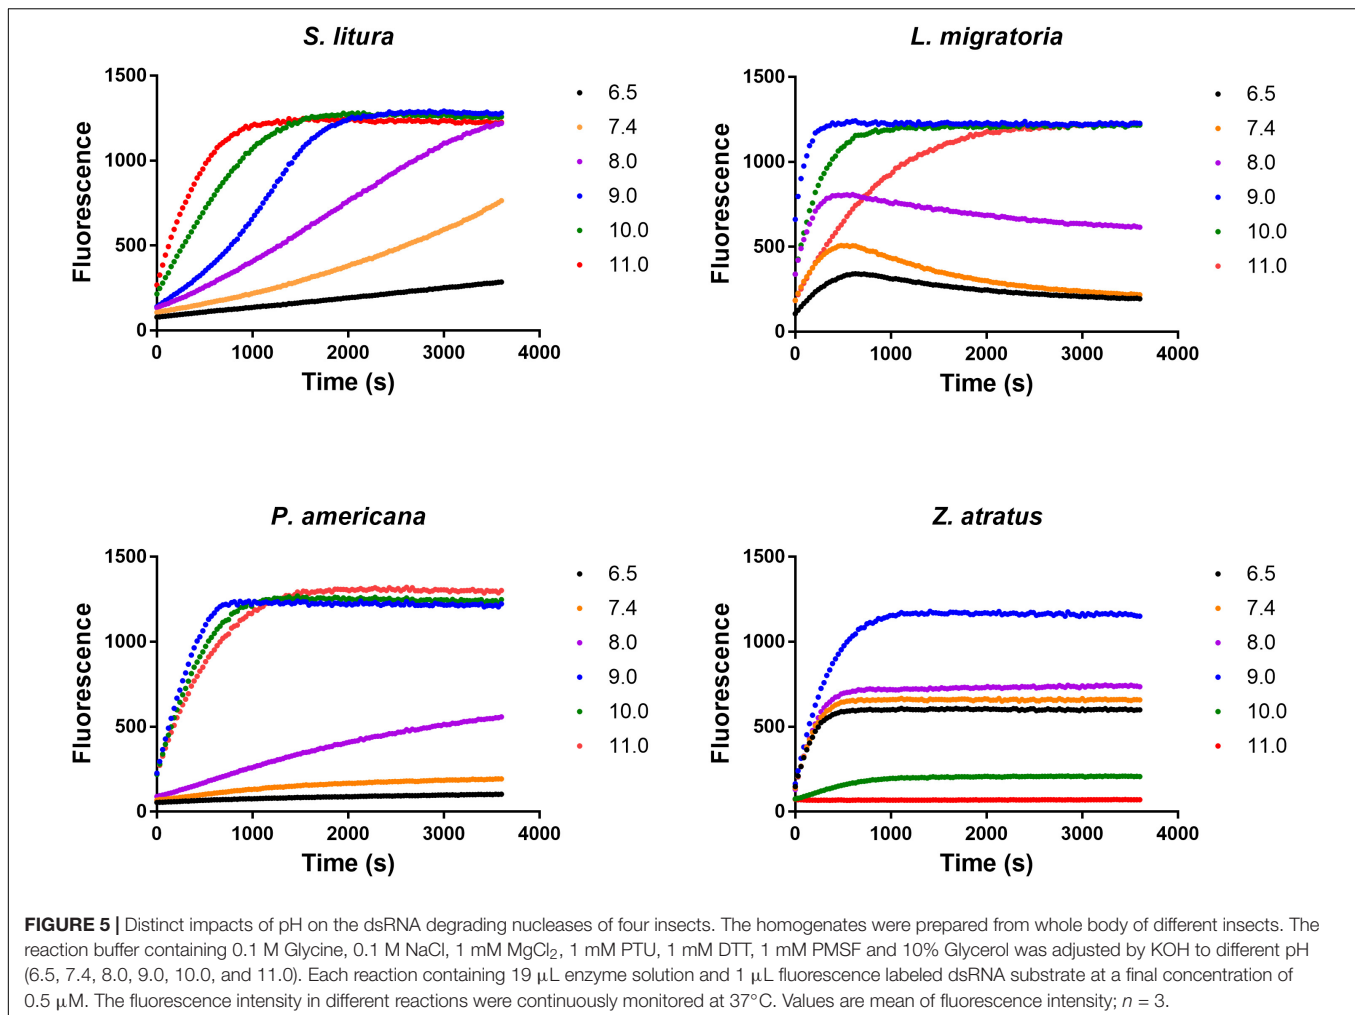 S. litura
1500
1000
500
0
Fluorescence
0 1000 2000 3000 4000
Time (s)
6.5
7.4
8.0
9.0
10.0
11.0
L. migratoria
1500
1000
500
0
Fluorescence
0 1000 2000 3000 4000
Time (s)
6.5
7.4
8.0
9.0
10.0
11.0
P. americana
1500
1000
500
0
Fluorescence
0 1000 2000 3000 4000
Time (s)
6.5
7.4
8.0
9.0
10.0
11.0
Z. atratus
1500
1000
500
0
Fluorescence
0 1000 2000 3000 4000
Time (s)
6.5
7.4
8.0
9.0
10.0
11.0
FIGURE 5 | Distinct impacts of pH on the dsRNA degrading nucleases of four insects. The homogenates were prepared from whole body of different insects. The
reaction buffer containing 0.1 M Glycine, 0.1 M NaCl, 1 mM MgCl₂, 1 mM PTU, 1 mM DTT, 1 mM PMSF and 10% Glycerol was adjusted by KOH to different pH
(6.5, 7.4, 8.0, 9.0, 10.0, and 11.0). Each reaction containing 19 μL enzyme solution and 1 μL fluorescence labeled dsRNA substrate at a final concentration of
0.5 μM. The fluorescence intensity in different reactions were continuously monitored at 37°C. Values are mean of fluorescence intensity; n = 3.